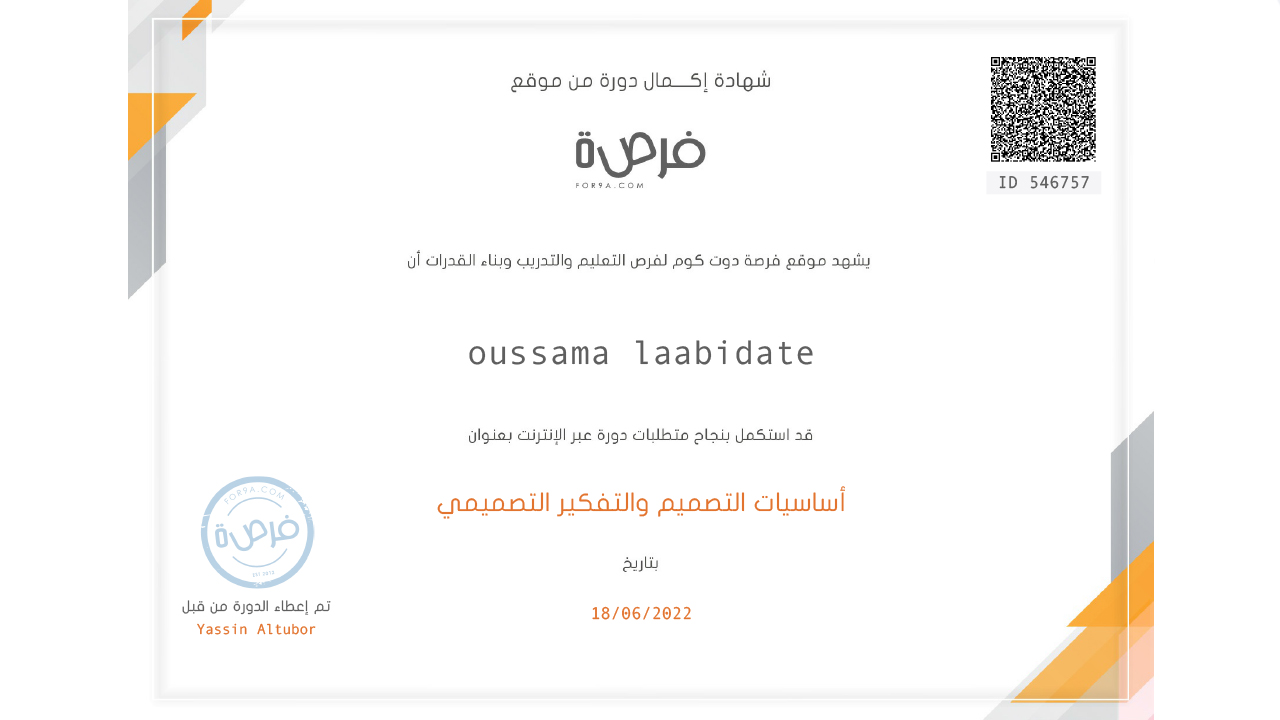 شهادة إكـــمال دورة من موقع
فرصة
FOR9A.COM
ID 546757
يشهد موقع فرصة دوت كوم لفرص التعليم والتدريب وبناء القدرات أن
oussama laabidate
قد استكمل بنجاح متطلبات دورة عبر الإنترنت بعنوان
أساسيات التصميم والتفكير التصميمي
بتاريخ
18/06/2022
FOR9A.COM
فرصة
تم إعطاء الدورة من قبل
Yassin Altubor